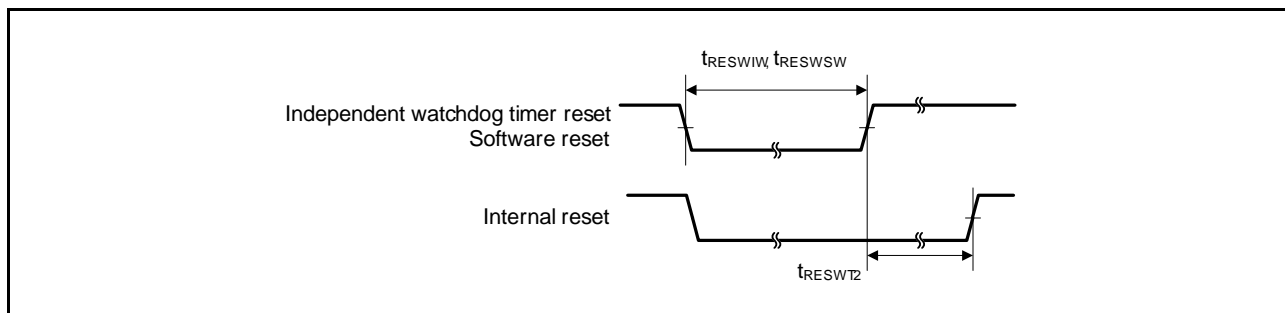 tRESWIW, tRESWSW
Independent watchdog timer reset
Software reset
Internal reset
tRESWT2